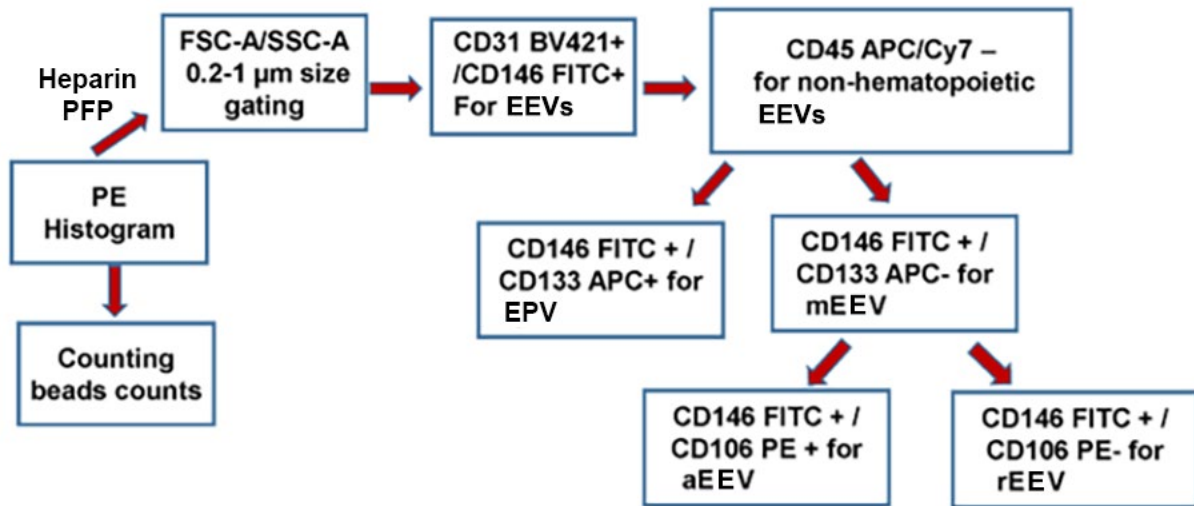 Heparin
PFP
FSC-A/SSC-A
0.2-1 µm size
gating
CD31 BV421+
/CD146 FITC+
For EEVs
CD45 APC/Cy7 –
for non-hematopoietic
EEVs
PE
Histogram
CD146 FITC + /
CD133 APC+ for
EPV
CD146 FITC + /
CD133 APC- for
mEEV
Counting
beads counts
CD146 FITC + /
CD106 PE + for
aEEV
CD146 FITC + /
CD106 PE- for
rEEV